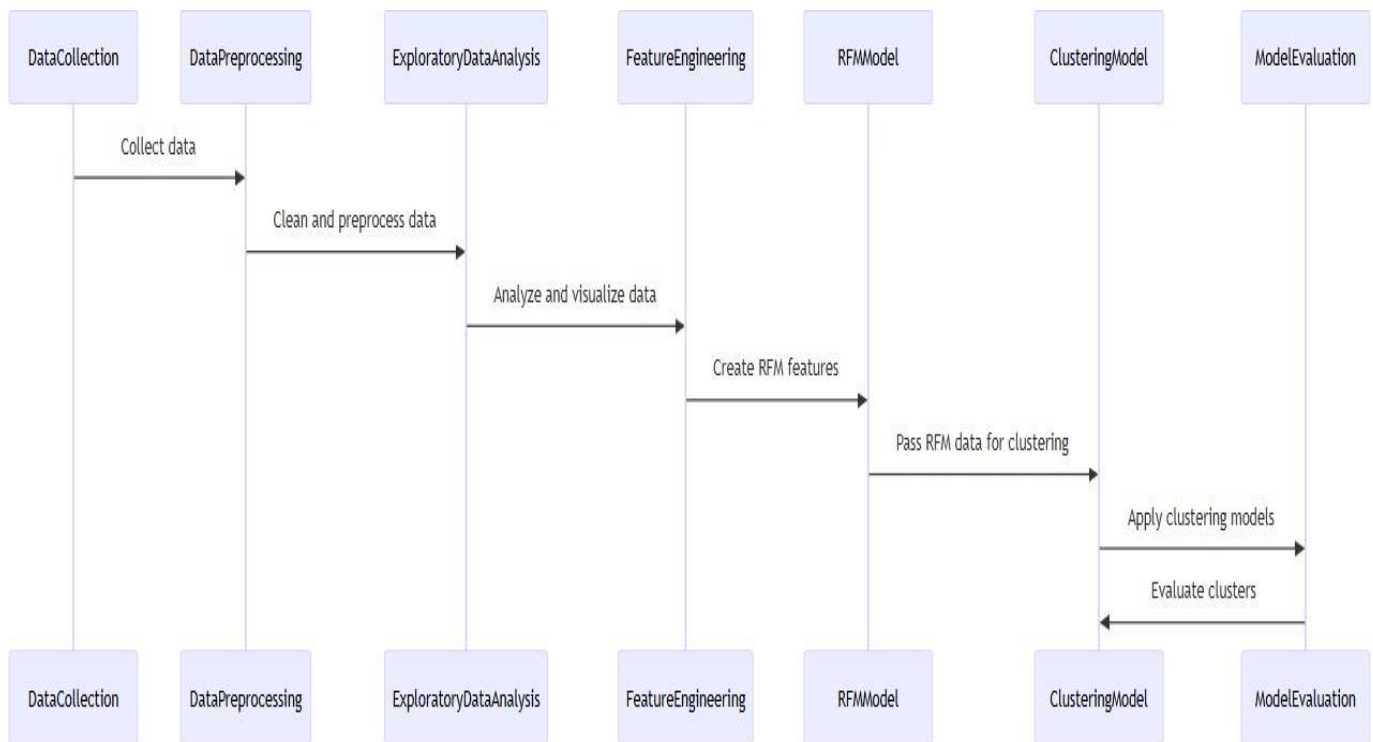 DataCollection
DataPreprocessing
ExploratoryDataAnalysis
FeatureEngineering
RFMModel
ClusteringModel
ModelEvaluation
Collect data
Clean and preprocess data
Analyze and visualize data
Create RFM features
Pass RFM data for clustering
Apply clustering models
Evaluate clusters
DataCollection
DataPreprocessing
ExploratoryDataAnalysis
FeatureEngineering
RFMModel
ClusteringModel
ModelEvaluation